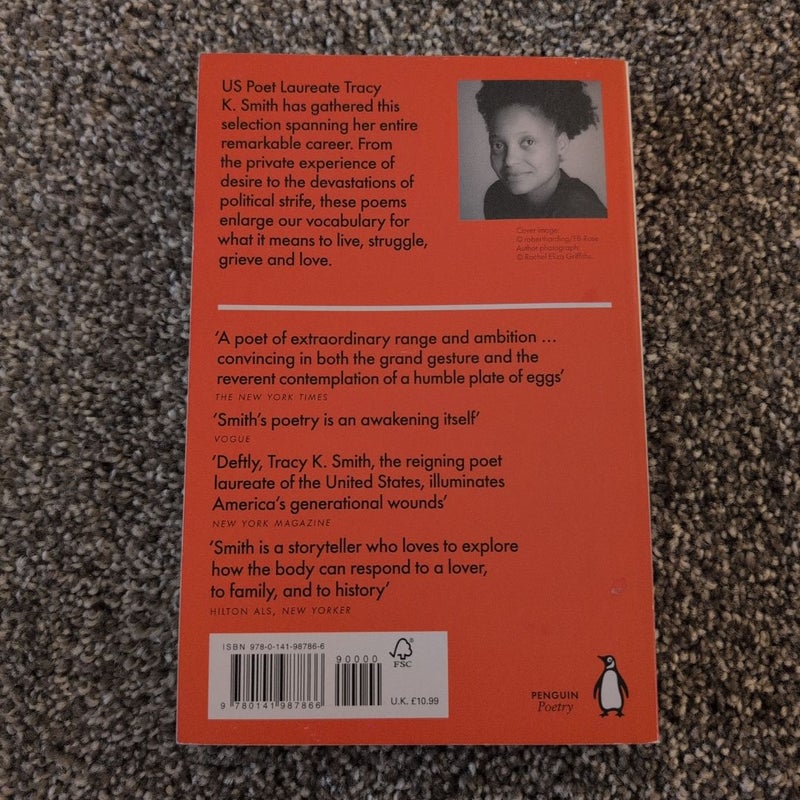 US Poet Laureate Tracy
K. Smith has gathered this
selection spanning her entire
remarkable career. From
the private experience of
desire to the devastations of
political strife, these poems
enlarge our vocabulary for
what it means to live, struggle,
grieve and love.
Cover image:
© robertharding/EB-Rose
Author photograph:
© Rachel Eliza Griffiths
'A poet of extraordinary range and ambition ...
convincing in both the grand gesture and the
reverent contemplation of a humble plate of eggs'
THE NEW YORK TIMES
'Smith's poetry is an awakening itself'
VOGUE
'Deftly, Tracy K. Smith, the reigning poet
laureate of the United States, illuminates
America's generational wounds'
NEW YORK MAGAZINE
'Smith is a storyteller who loves to explore
how the body can respond to a lover,
to family, and to history'
HILTON ALS, NEW YORKER
ISBN 978-0-141-98786-6
90000
FSC
®
9 780141 987866
U.K. £10.99
PENGUIN
Poetry